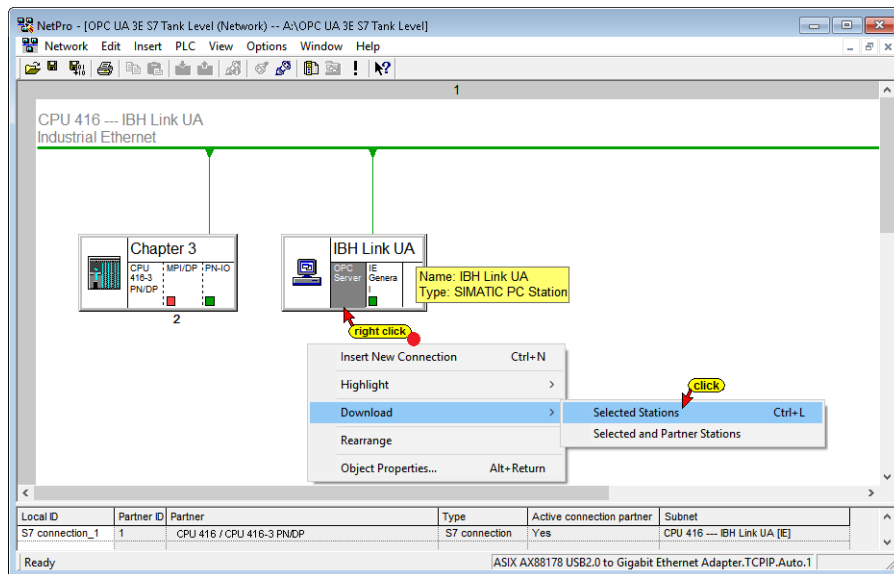 NetPro - [OPC UA 3E S7 Tank Level (Network) -- A:\OPC UA 3E S7 Tank Level]
Network Edit Insert PLC View Options Window Help
1
CPU 416 --- IBH Link UA
Industrial Ethernet
Chapter 3
CPU 416-3 PN/DP
MPI/DP
PN-IO
2
IBH Link UA
OPC Server
IE Genera l
Name: IBH Link UA
Type: SIMATIC PC Station
right click
Insert New Connection Ctrl+N
Highlight
Download
Rearrange
Object Properties... Alt+Return
click
Selected Stations Ctrl+L
Selected and Partner Stations
Local ID Partner ID Partner Type Active connection partner Subnet
S7 connection_1 1 CPU 416 / CPU 416-3 PN/DP S7 connection Yes CPU 416 --- IBH Link UA [IE]
Ready ASIX AX88178 USB2.0 to Gigabit Ethernet Adapter.TCPIP.Auto.1